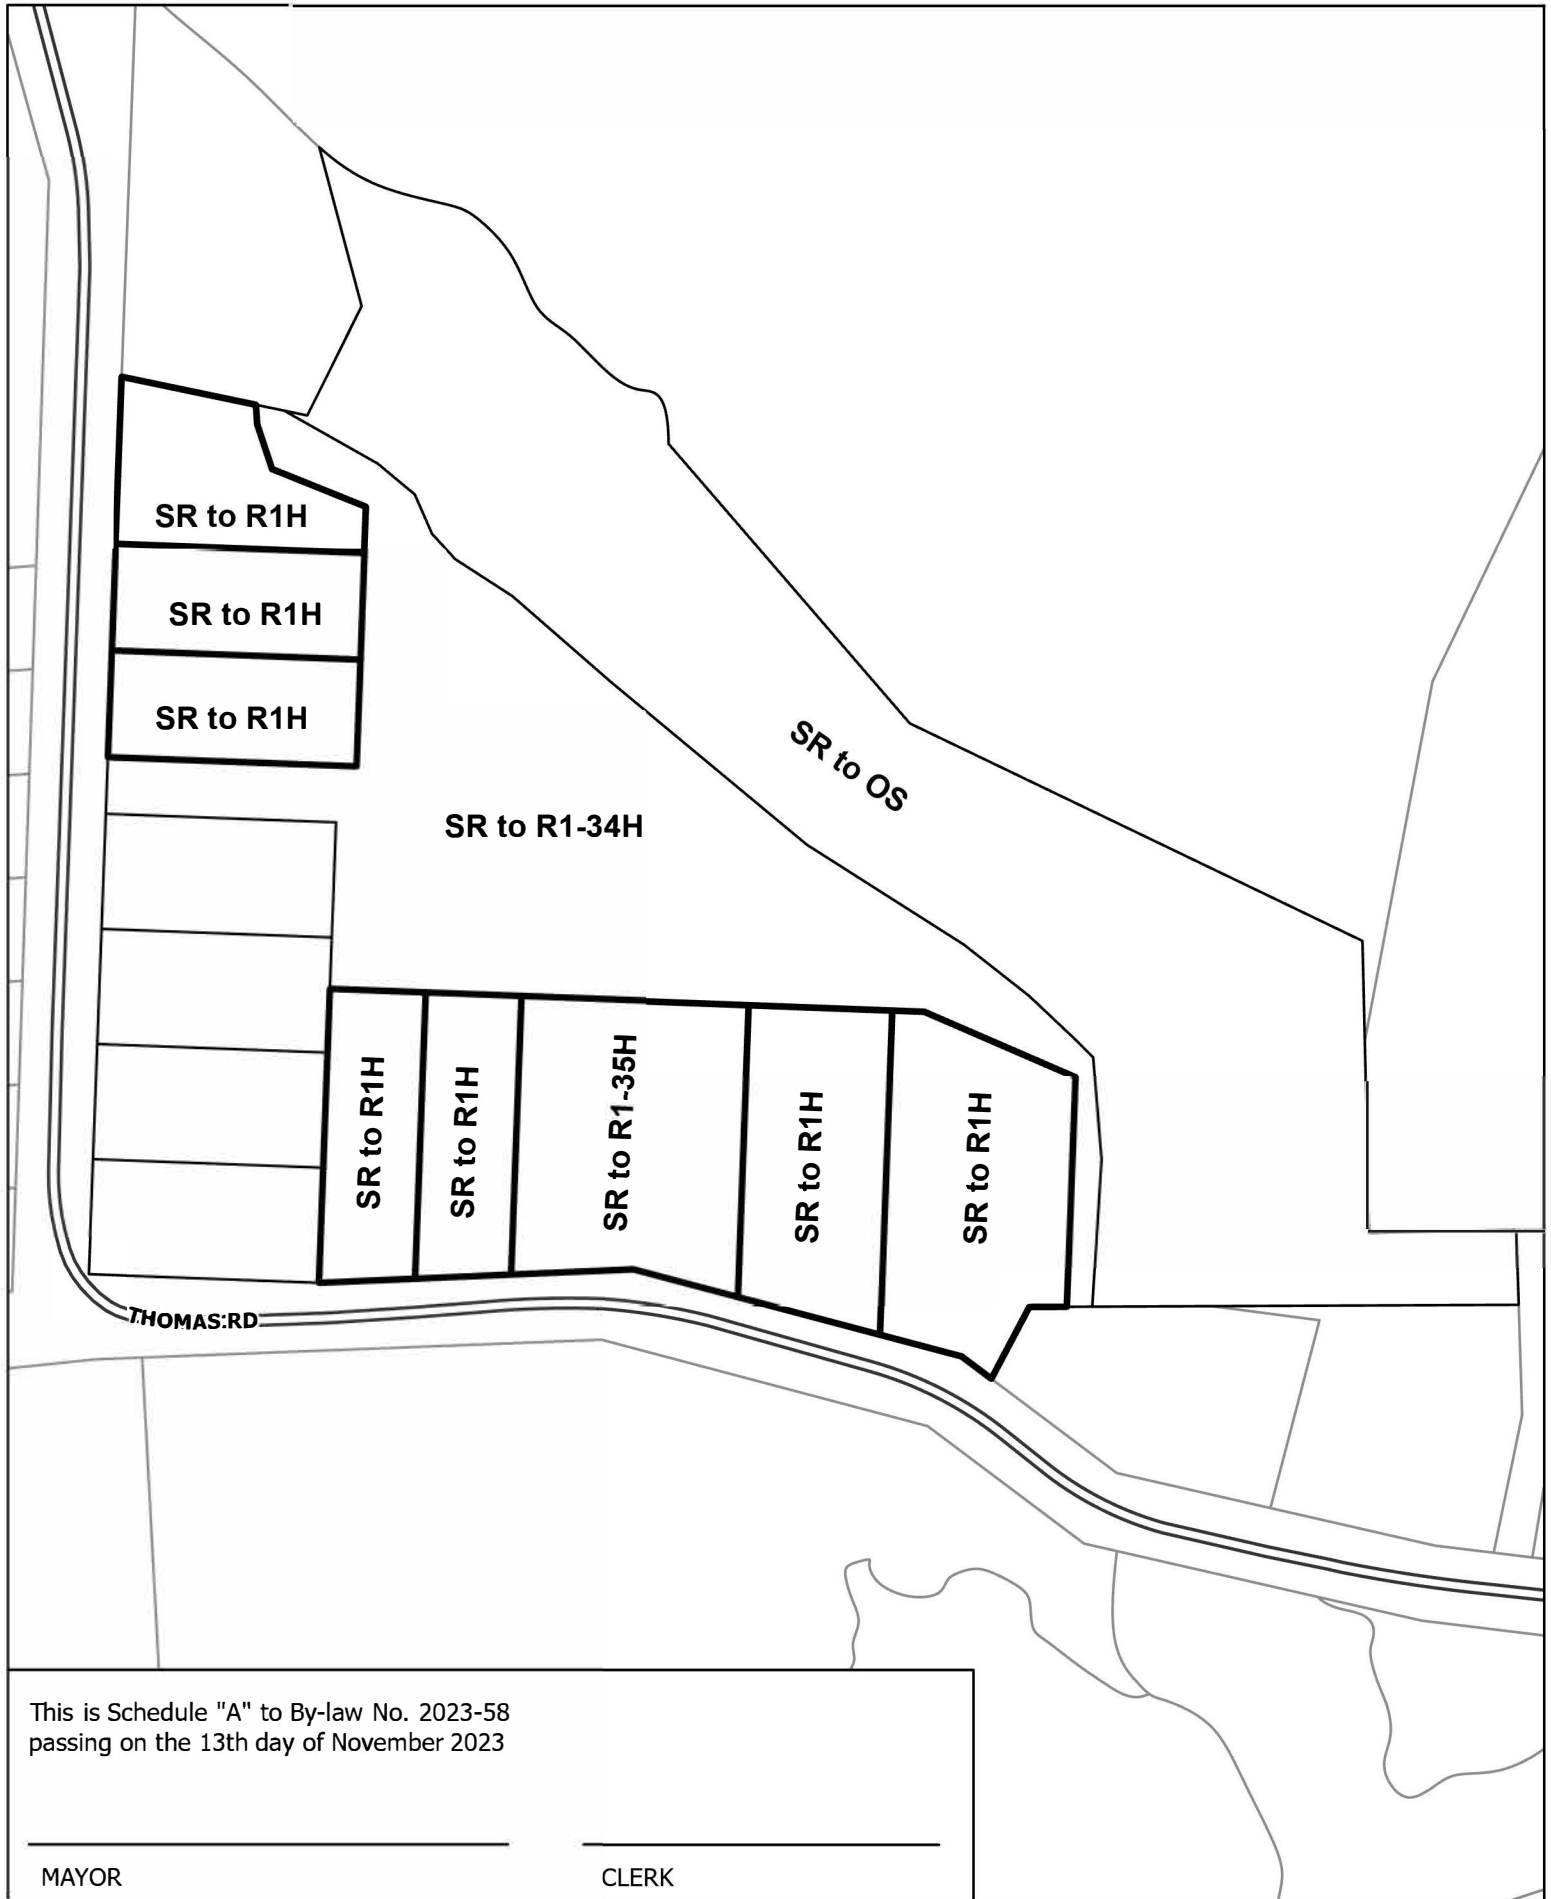 SR to R1H
SR to R1H
SR to R1H
SR to OS
SR to R1-34H
SR to R1H
SR to R1H
SR to R1-35H
SR to R1H
SR to R1H
THOMAS RD
This is Schedule "A" to By-law No. 2023-58
passing on the 13th day of November 2023
MAYOR
CLERK